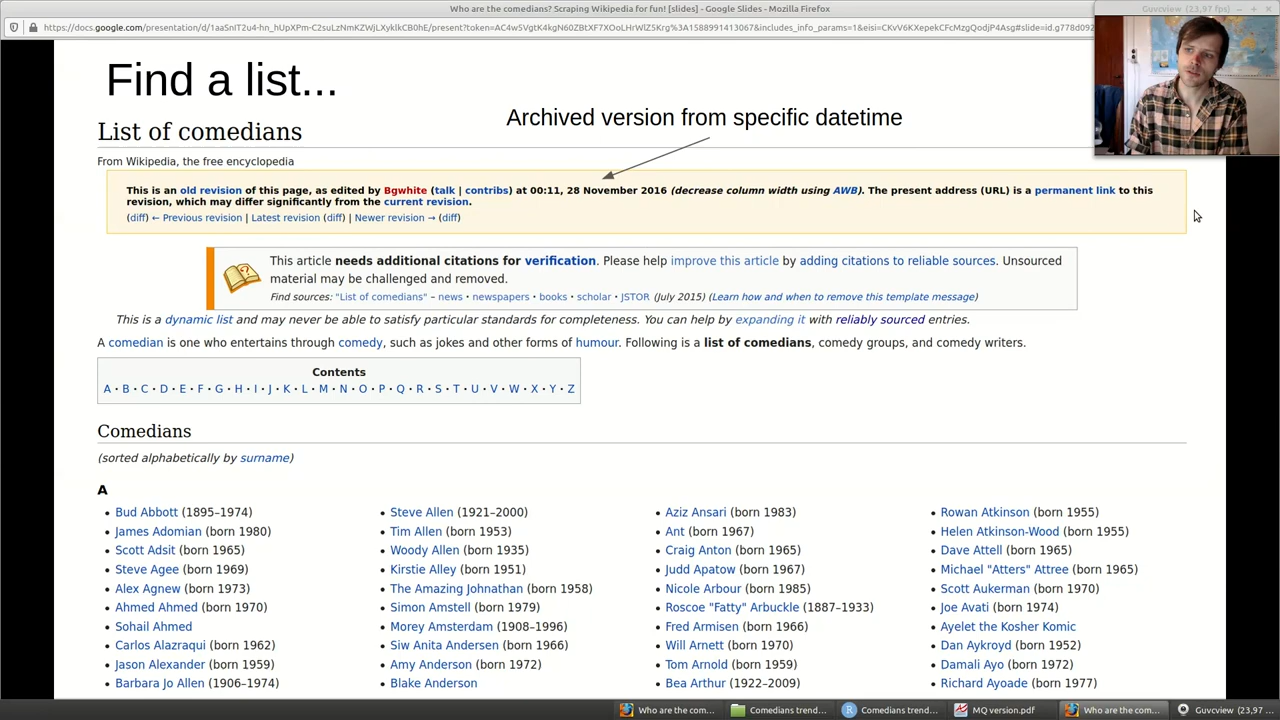 Who are the comedians? Scraping Wikipedia for fun! [slides] - Google Slides - Mozilla Firefox
Guvcview (23,97 fps)
Find a list...
Archived version from specific datetime
List of comedians
From Wikipedia, the free encyclopedia
This is an old revision of this page, as edited by Bgwhite (talk | contribs) at 00:11, 28 November 2016 (decrease column width using AWB). The present address (URL) is a permanent link to this
revision, which may differ significantly from the current revision.
(diff) ← Previous revision | Latest revision (diff) | Newer revision → (diff)
This article needs additional citations for verification. Please help improve this article by adding citations to reliable sources. Unsourced
material may be challenged and removed.
Find sources: "List of comedians" – news · newspapers · books · scholar · JSTOR (July 2015) (Learn how and when to remove this template message)
This is a dynamic list and may never be able to satisfy particular standards for completeness. You can help by expanding it with reliably sourced entries.
A comedian is one who entertains through comedy, such as jokes and other forms of humour. Following is a list of comedians, comedy groups, and comedy writers.
Contents
A · B · C · D · E · F · G · H · I · J · K · L · M · N · O · P · Q · R · S · T · U · V · W · X · Y · Z
Comedians
(sorted alphabetically by surname)
A
• Bud Abbott (1895–1974)
• James Adomian (born 1980)
• Scott Adsit (born 1965)
• Steve Agee (born 1969)
• Alex Agnew (born 1973)
• Ahmed Ahmed (born 1970)
• Sohail Ahmed
• Carlos Alazraqui (born 1962)
• Jason Alexander (born 1959)
• Barbara Jo Allen (1906–1974)
• Steve Allen (1921–2000)
• Tim Allen (born 1953)
• Woody Allen (born 1935)
• Kirstie Alley (born 1951)
• The Amazing Johnathan (born 1958)
• Simon Amstell (born 1979)
• Morey Amsterdam (1908–1996)
• Siw Anita Andersen (born 1966)
• Amy Anderson (born 1972)
• Blake Anderson
• Aziz Ansari (born 1983)
• Ant (born 1967)
• Craig Anton (born 1965)
• Judd Apatow (born 1967)
• Nicole Arbour (born 1985)
• Roscoe "Fatty" Arbuckle (1887–1933)
• Fred Armisen (born 1966)
• Will Arnett (born 1970)
• Tom Arnold (born 1959)
• Bea Arthur (1922–2009)
• Rowan Atkinson (born 1955)
• Helen Atkinson-Wood (born 1955)
• Dave Attell (born 1965)
• Michael "Atters" Attree (born 1965)
• Scott Aukerman (born 1970)
• Joe Avati (born 1974)
• Ayelet the Kosher Komic
• Dan Aykroyd (born 1952)
• Damali Ayo (born 1972)
• Richard Ayoade (born 1977)
Who are the com...
Comedians trend...
Comedians trend...
MQ version.pdf
Who are the com...
Guvcview (23,97 ...